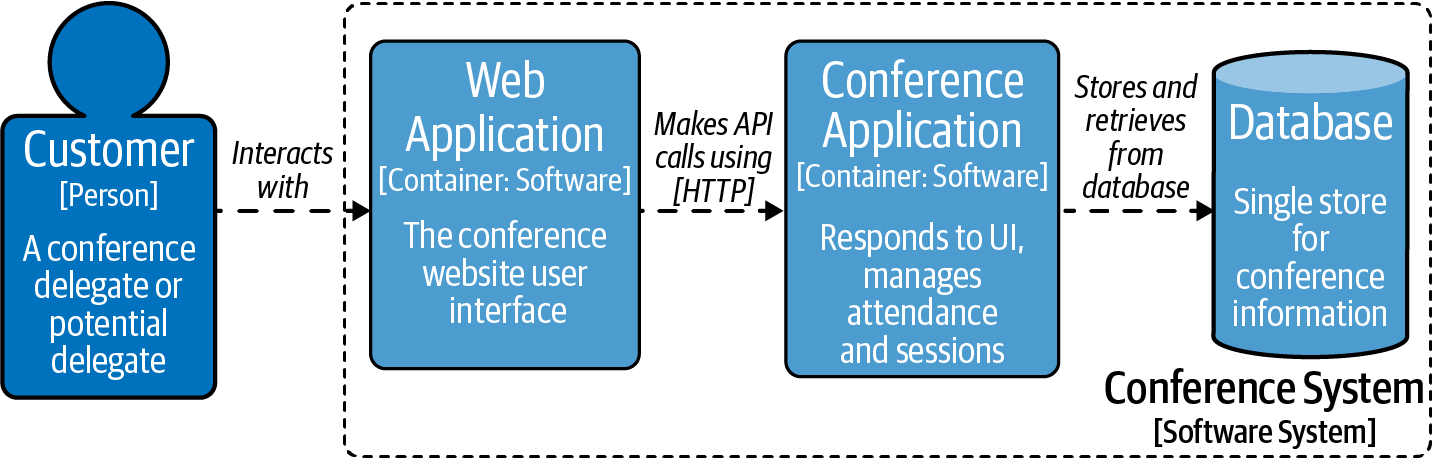 Customer
[Person]
A conference
delegate or
potential
delegate
Interacts
with
Web
Application
[Container: Software]
The conference
website user
interface
Makes API
calls using
[HTTP]
Conference
Application
[Container: Software]
Responds to UI,
manages
attendance
and sessions
Stores and
retrieves
from
database
Database
Single store
for
conference
information
Conference System
[Software System]